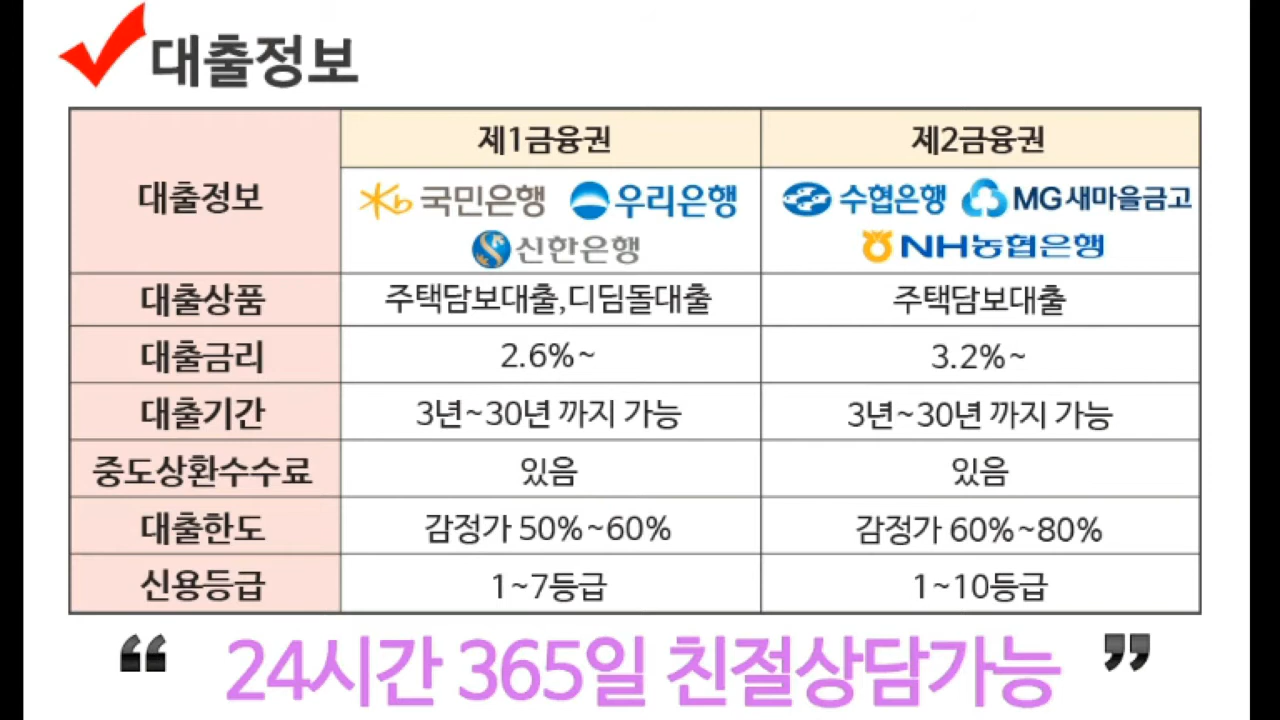 대출정보
대출정보 제1금융권 제2금융권
Kb 국민은행 우리은행 수협은행 MG새마을금고
신한은행 NH농협은행
대출상품 주택담보대출,디딤돌대출 주택담보대출
대출금리 2.6%~ 3.2%~
대출기간 3년~30년 까지 가능 3년~30년 까지 가능
중도상환수수료 있음 있음
대출한도 감정가 50%~60% 감정가 60%~80%
신용등급 1~7등급 1~10등급
“ 24시간 365일 친절상담가능 ”